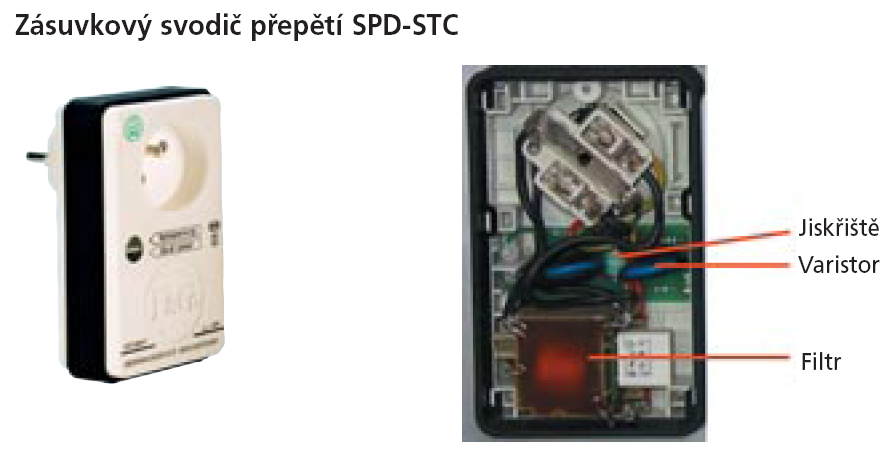 Zásuvkový svodič přepětí SPD-STC
Jiskřiště
Varistor
Filtr